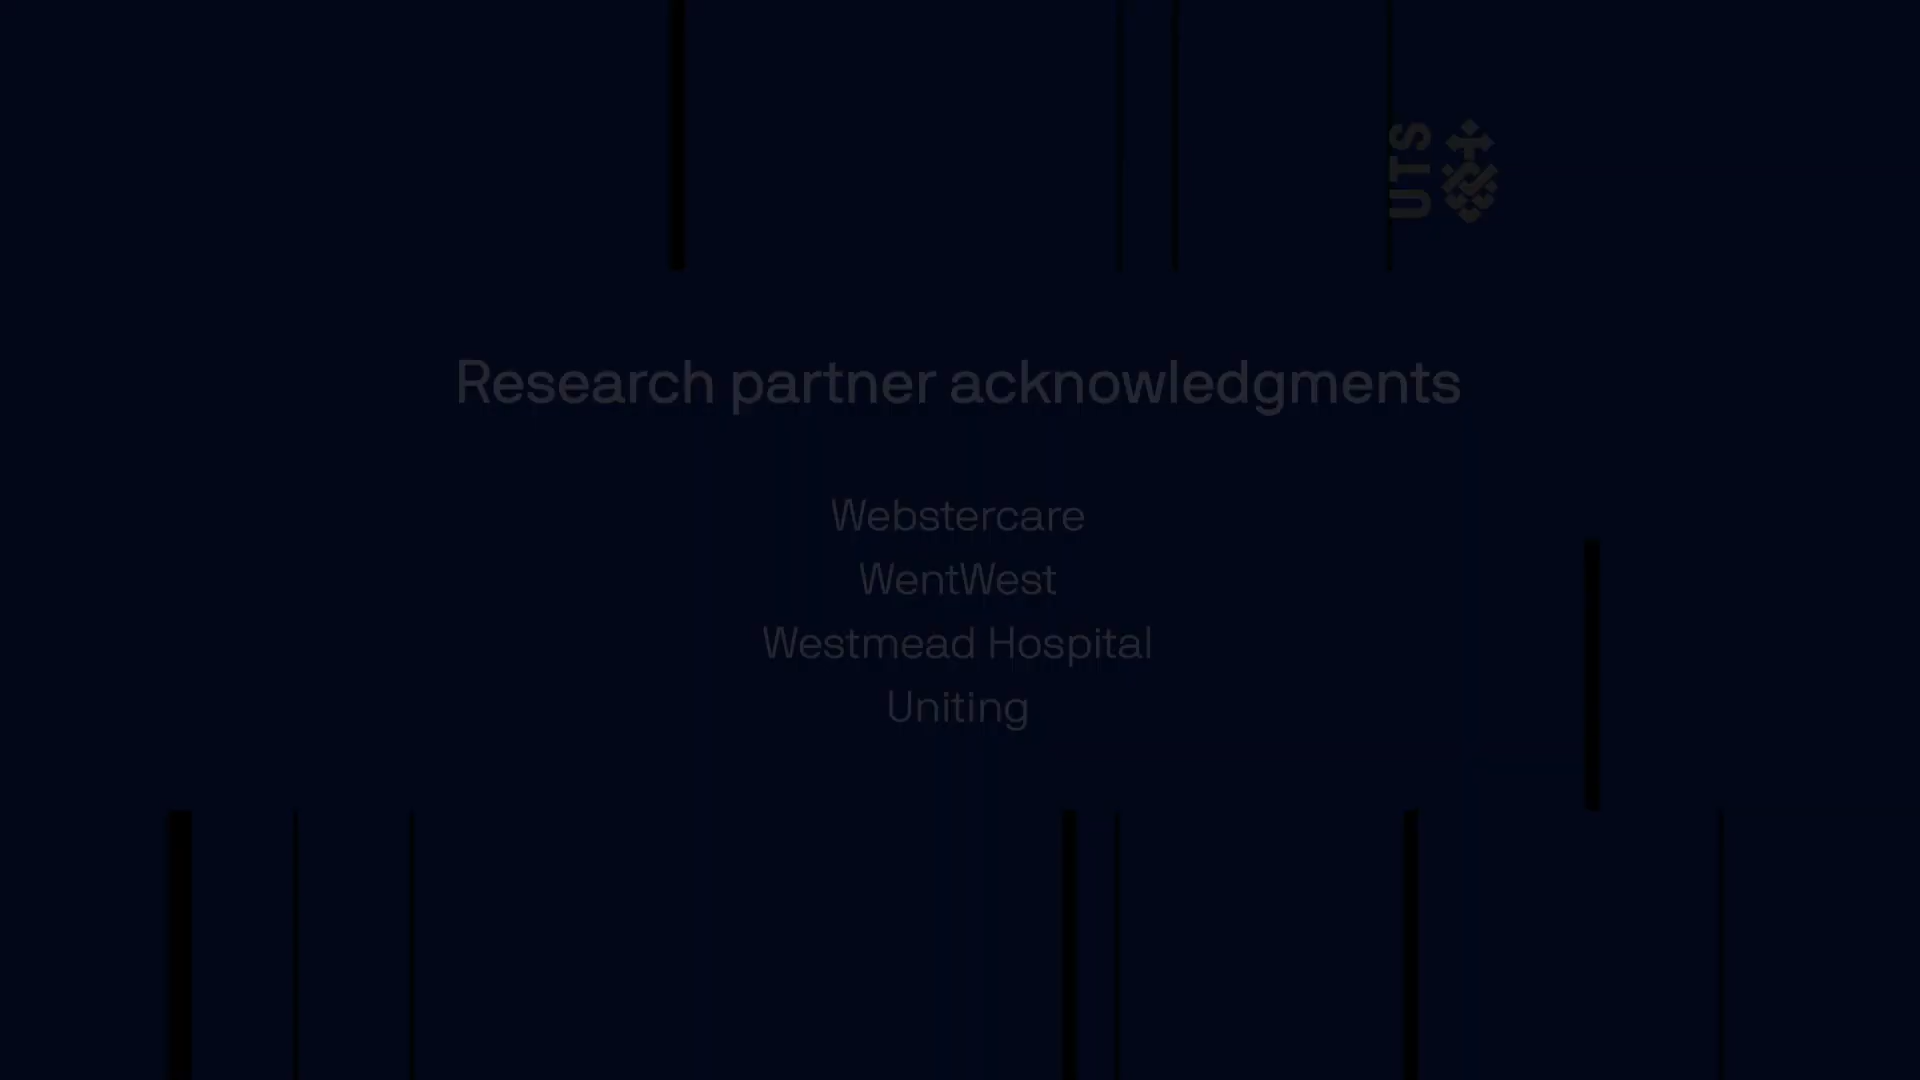 UTS
Research partner acknowledgments
Webstercare
WentWest
Westmead Hospital
Uniting